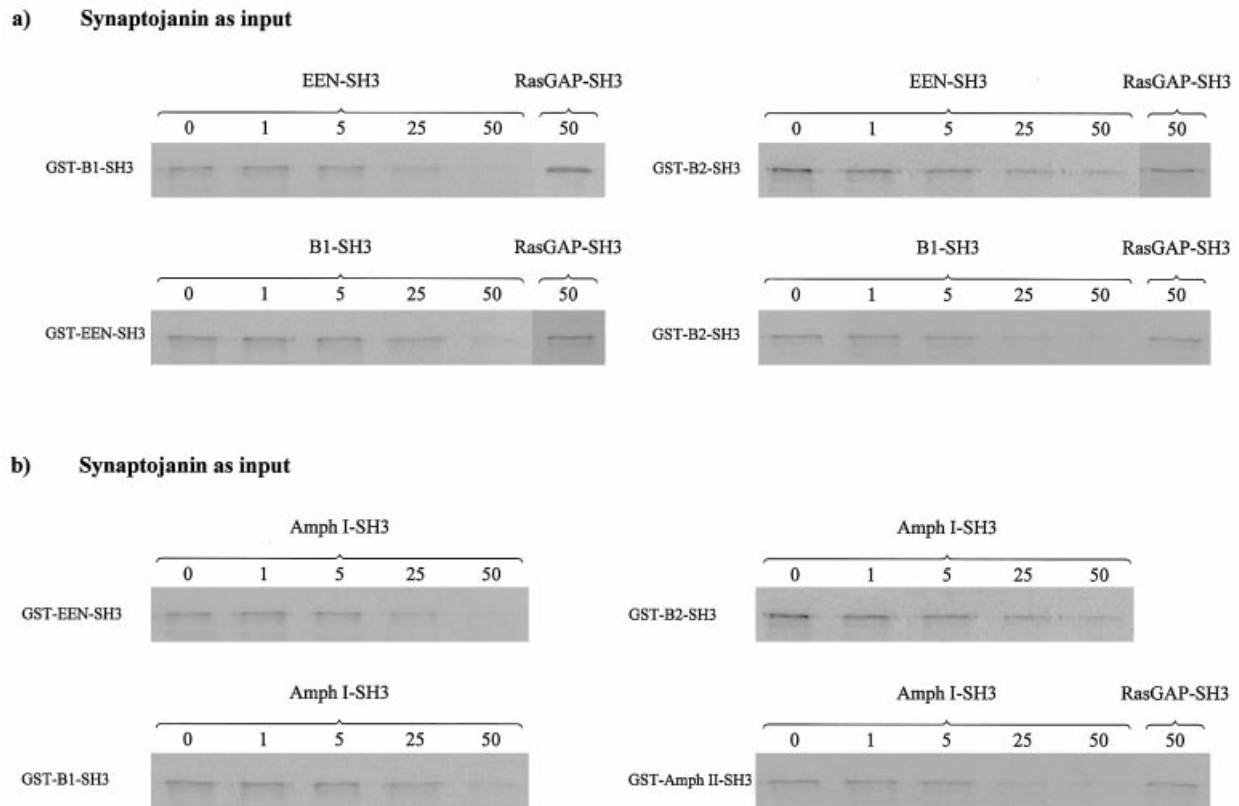 a) Synaptojanin as input
EEN-SH3 RasGAP-SH3 EEN-SH3 RasGAP-SH3
0 1 5 25 50 50 0 1 5 25 50 50
GST-B1-SH3 GST-B2-SH3
B1-SH3 RasGAP-SH3 B1-SH3 RasGAP-SH3
0 1 5 25 50 50 0 1 5 25 50 50
GST-EEN-SH3 GST-B2-SH3
b) Synaptojanin as input
Amph I-SH3 Amph I-SH3
0 1 5 25 50 0 1 5 25 50
GST-EEN-SH3 GST-B2-SH3
Amph I-SH3 Amph I-SH3 RasGAP-SH3
0 1 5 25 50 0 1 5 25 50 50
GST-B1-SH3 GST-Amph II-SH3